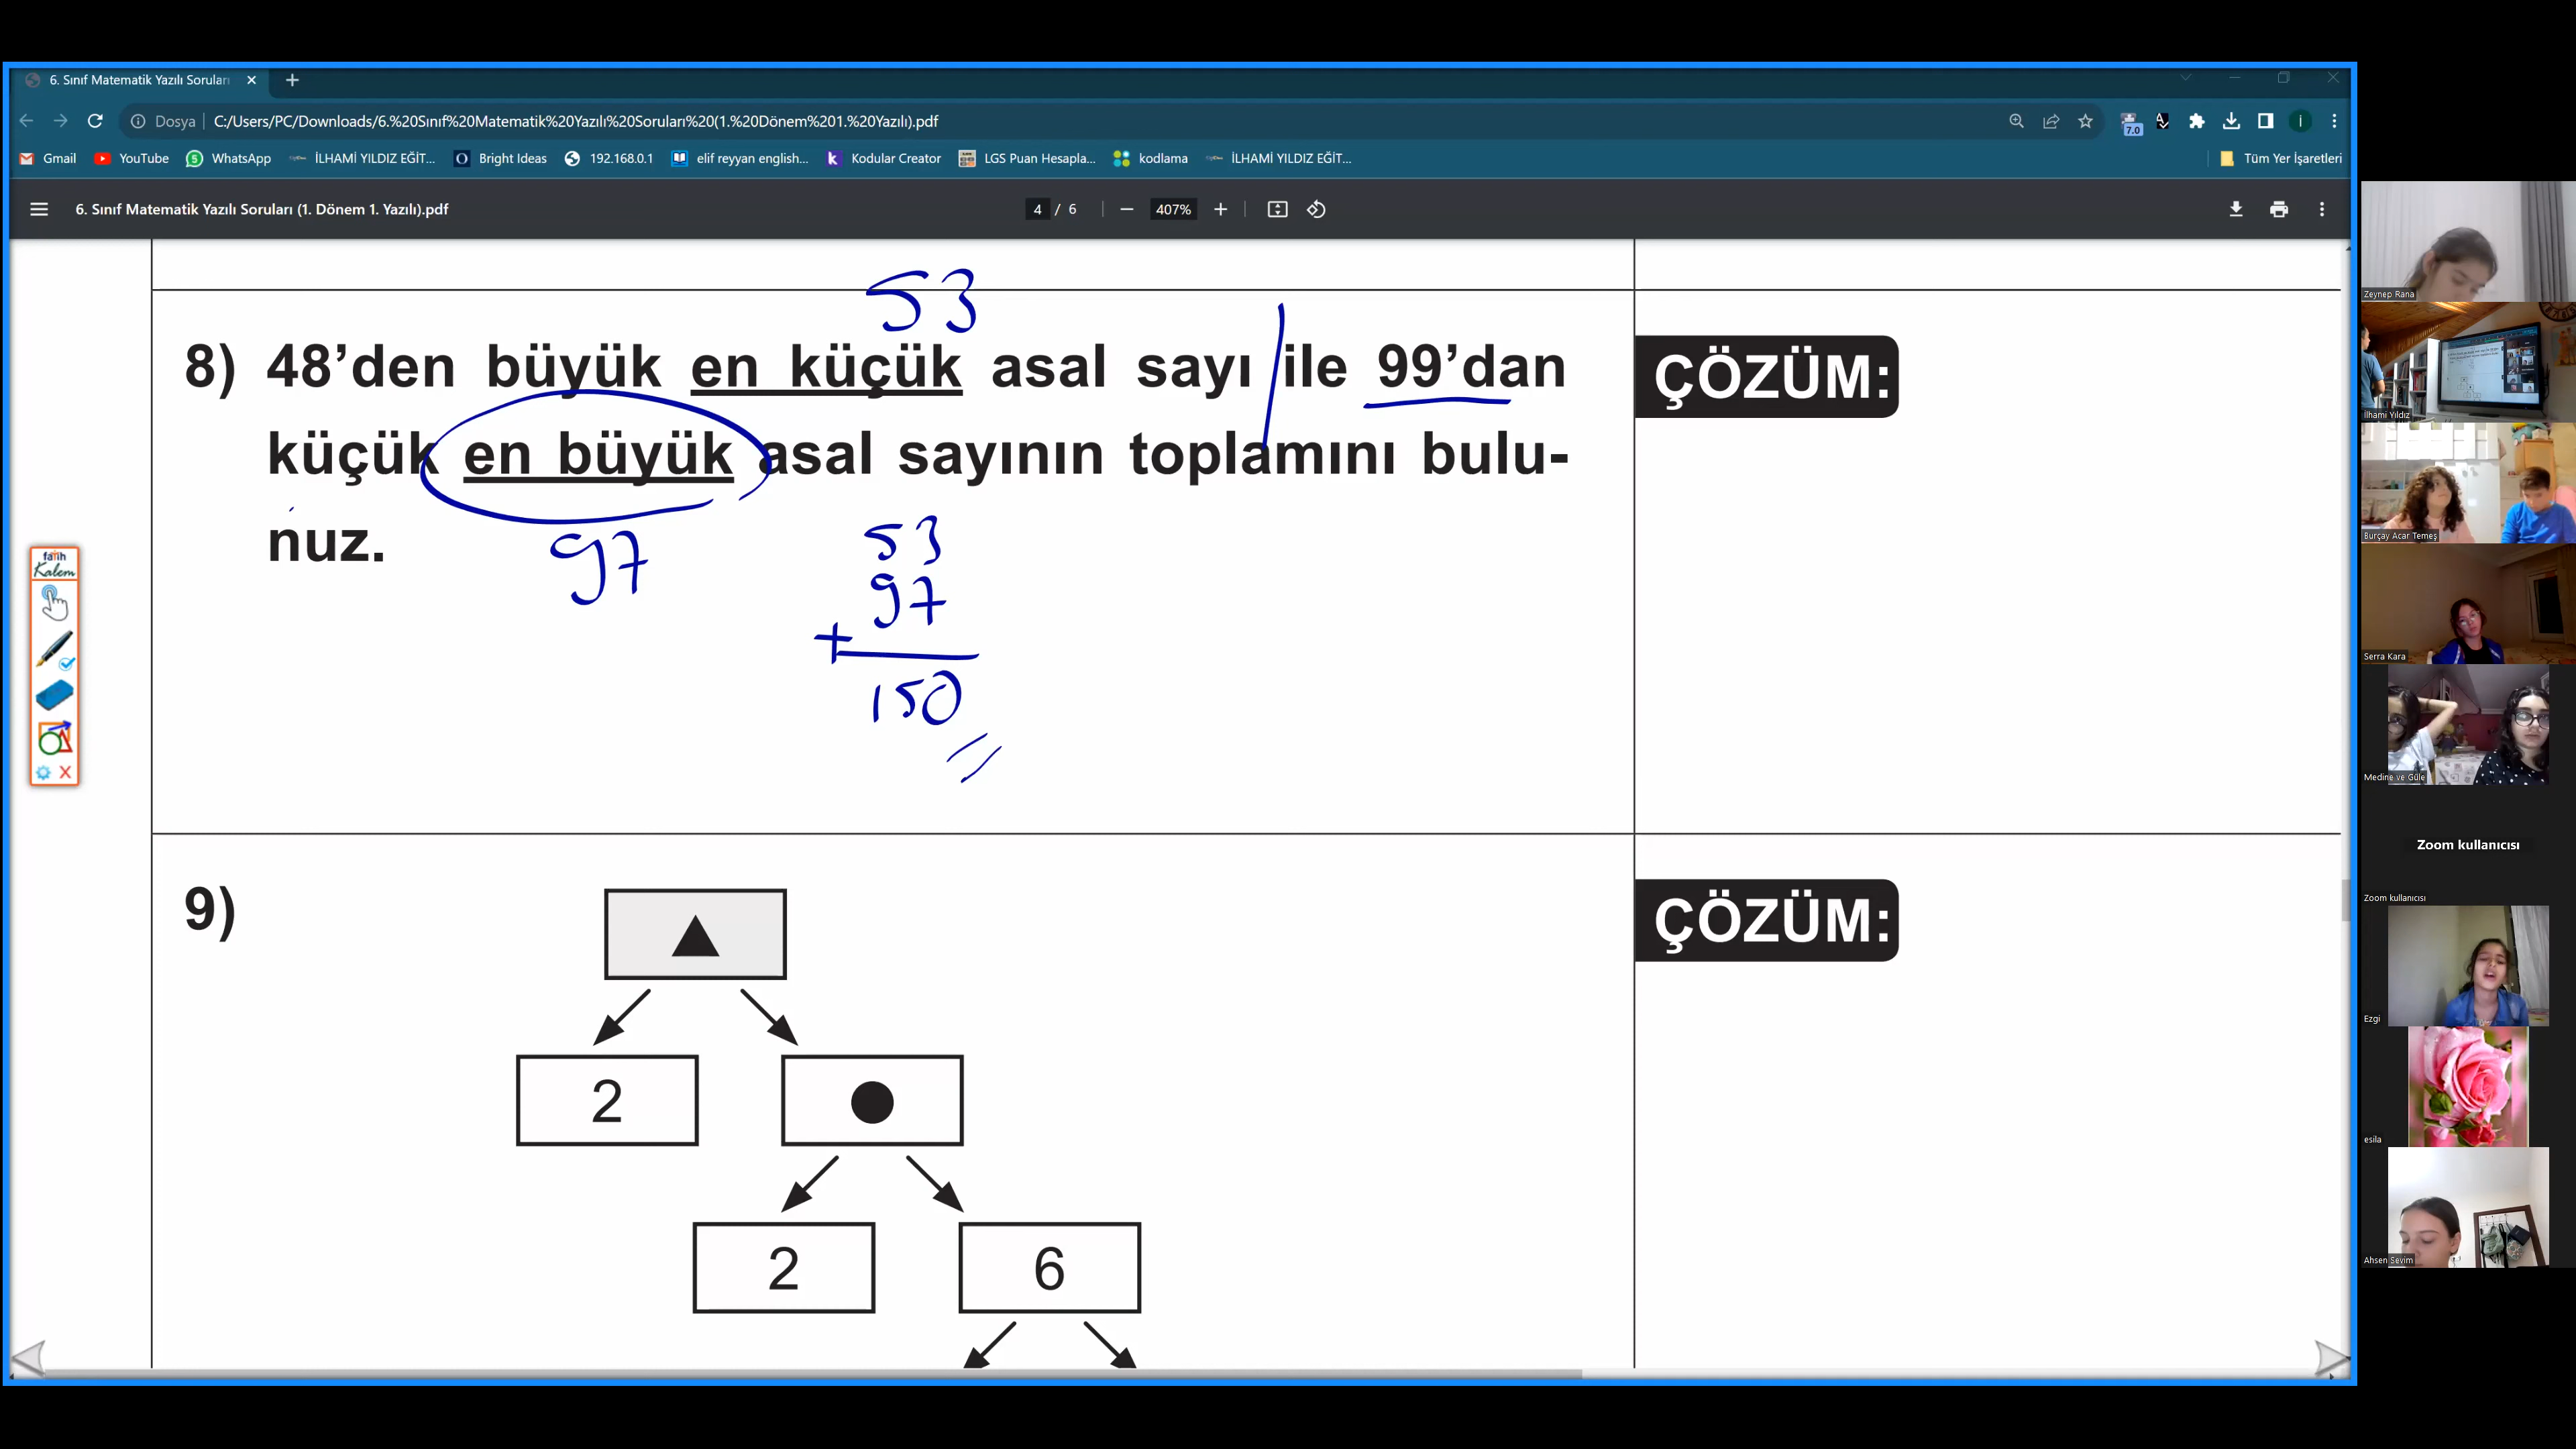 6. Sınıf Matematik Yazılı Soruları
Dosya
C:/Users/PC/Downloads/6.%20Sınıf%20Matematik%20Yazılı%20Soruları%20(1.%20Dönem%201.%20Yazılı).pdf
7.0
i
Gmail
YouTube
WhatsApp
İLHAMİ YILDIZ EĞİT...
Bright Ideas
192.168.0.1
elif reyyan english...
Kodular Creator
LGS Puan Hesapla...
kodlama
İLHAMİ YILDIZ EĞİT...
Tüm Yer İşaretleri
6. Sınıf Matematik Yazılı Soruları (1. Dönem 1. Yazılı).pdf
4 / 6
407%
53
8) 48’den büyük en küçük asal sayı ile 99’dan
küçük en büyük asal sayının toplamını bulu-
nuz.
97
53
97
+
150
ÇÖZÜM:
fatih
Kalem
9)
▲
2
●
2
6
ÇÖZÜM:
Zeynep Rana
İlhami Yıldız
Burçay Acar Temeş
Serra Kara
Medine ve Güle
Zoom kullanıcısı
Zoom kullanıcısı
Ezgi
esila
Ahsen Sevim